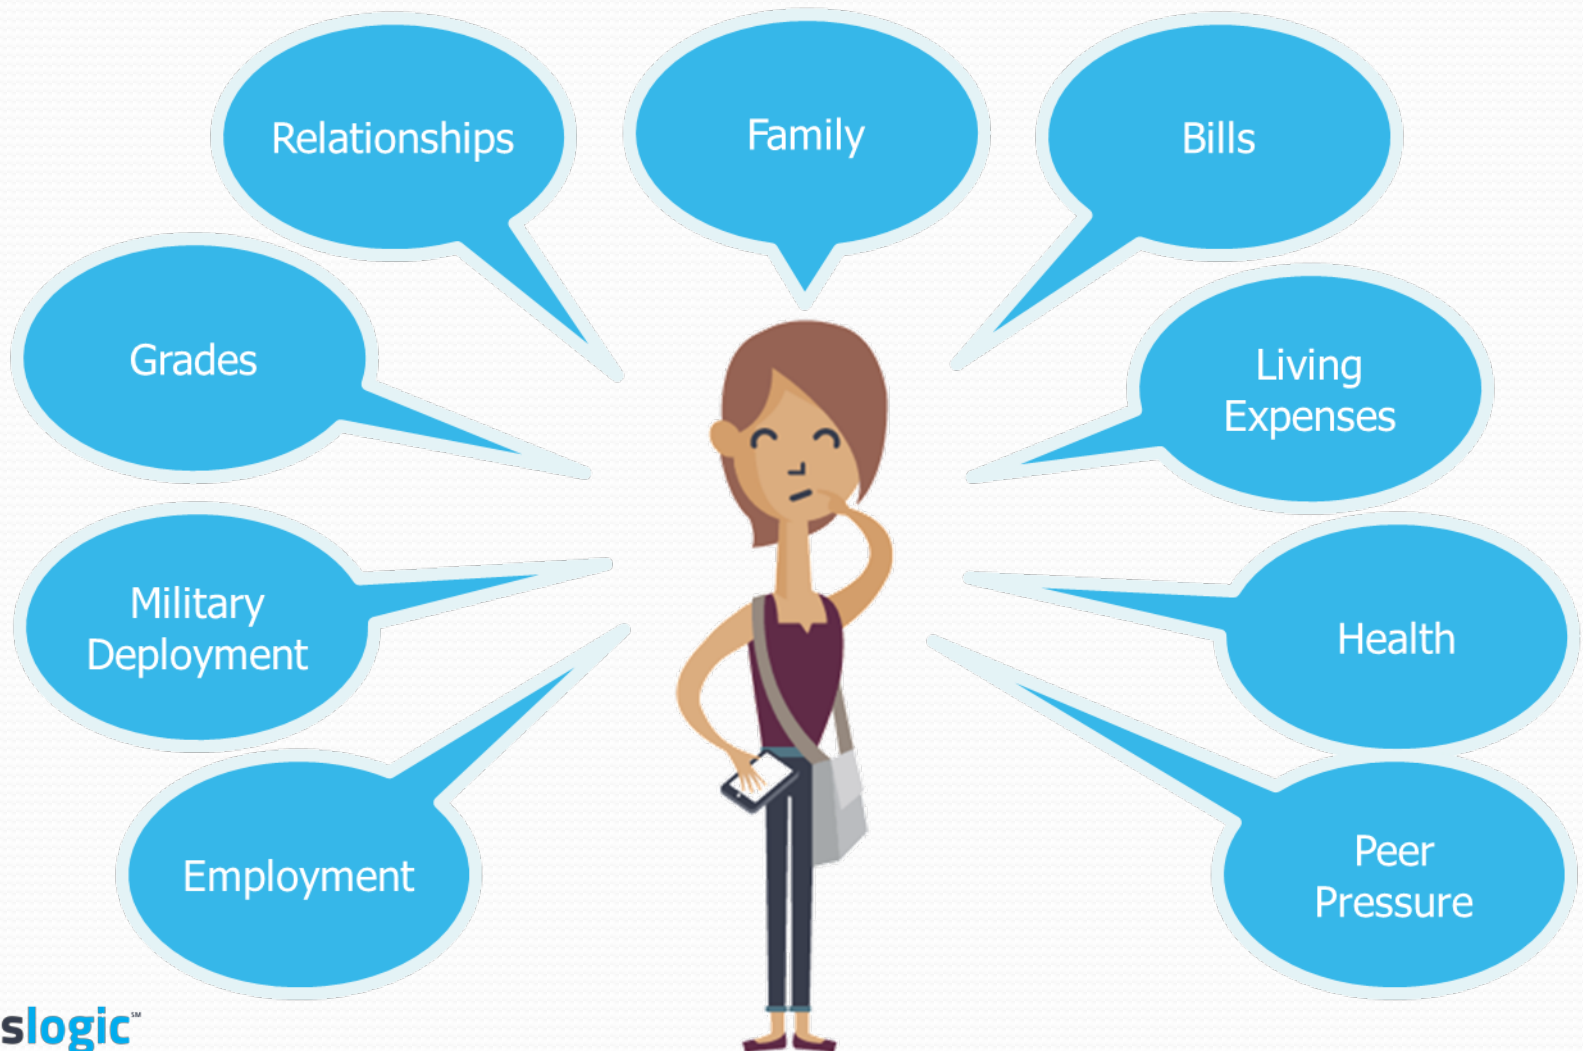 Relationships
Family
Bills
Grades
Living
Expenses
Military
Deployment
Health
Employment
Peer
Pressure
slogic℠